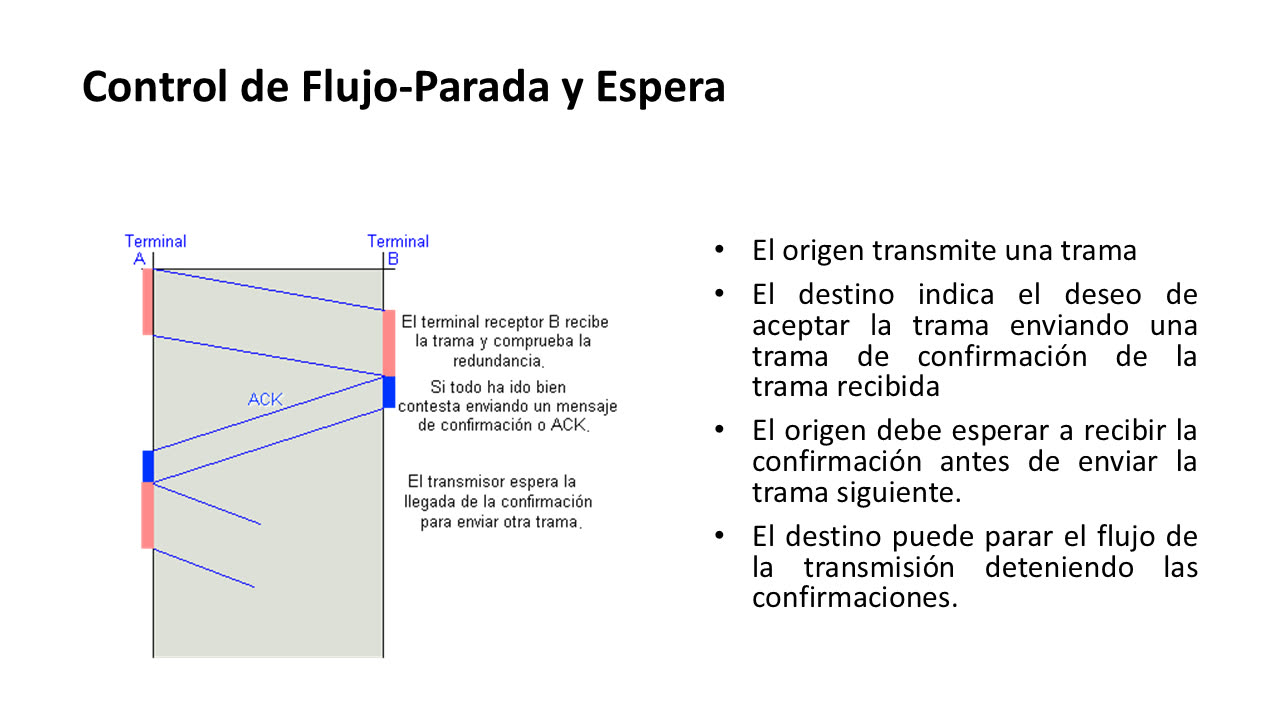 Control de Flujo-Parada y Espera
Terminal
A
Terminal
B
El terminal receptor B recibe
la trama y comprueba la
redundancia.
Si todo ha ido bien
contesta enviando un mensaje
de confirmación o ACK.
ACK
El transmisor espera la
llegada de la confirmación
para enviar otra trama.
• El origen transmite una trama
• El destino indica el deseo de
aceptar la trama enviando una
trama de confirmación de la
trama recibida
• El origen debe esperar a recibir la
confirmación antes de enviar la
trama siguiente.
• El destino puede parar el flujo de
la transmisión deteniendo las
confirmaciones.